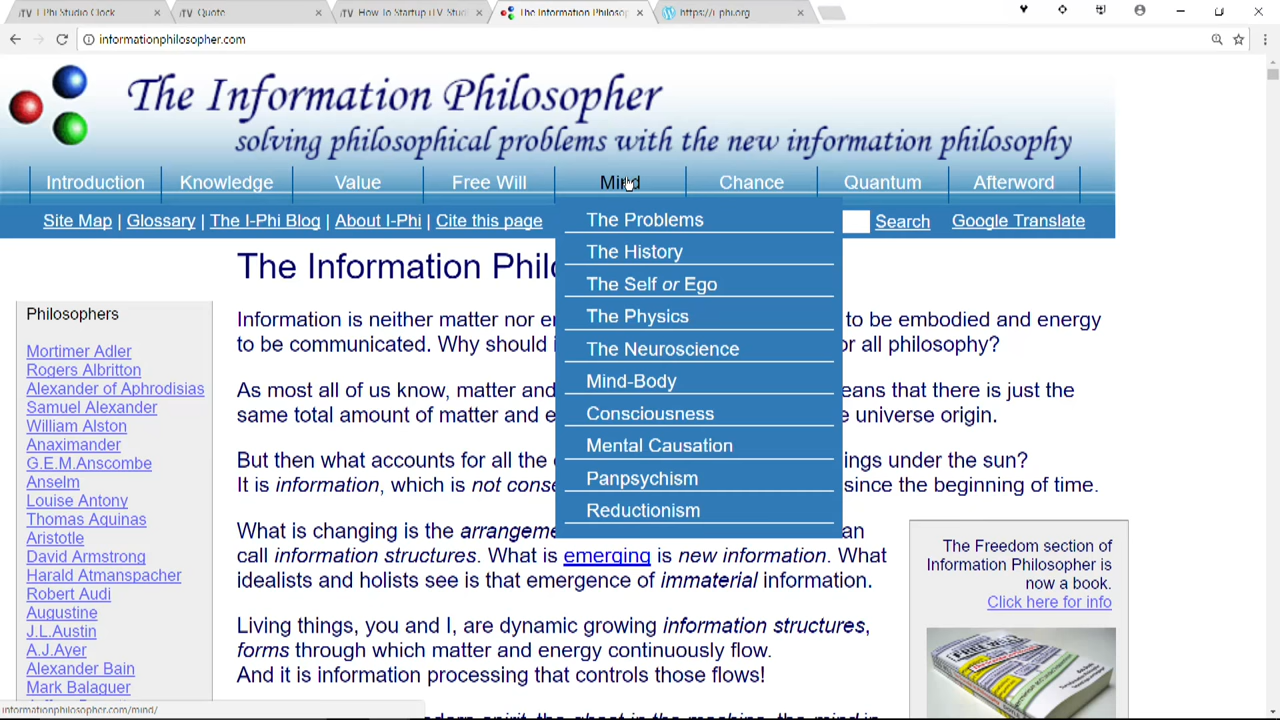 I-Phi Studio Clock
Quote
How To Startup iTV Stud
The Information Philosop
https://i-phi.org
informationphilosopher.com
The Information Philosopher
solving philosophical problems with the new information philosophy
Introduction
Knowledge
Value
Free Will
Mind
Chance
Quantum
Afterword
Site Map | Glossary | The I-Phi Blog | About I-Phi | Cite this page
Search
Google Translate
The Problems
The History
The Self or Ego
The Physics
The Neuroscience
Mind-Body
Consciousness
Mental Causation
Panpsychism
Reductionism
The Information Phil
Philosophers
Mortimer Adler
Rogers Albritton
Alexander of Aphrodisias
Samuel Alexander
William Alston
Anaximander
G.E.M.Anscombe
Anselm
Louise Antony
Thomas Aquinas
Aristotle
David Armstrong
Harald Atmanspacher
Robert Audi
Augustine
J.L.Austin
A.J.Ayer
Alexander Bain
Mark Balaguer
Information is neither matter nor en to be embodied and energy
to be communicated. Why should i or all philosophy?
As most all of us know, matter and eans that there is just the
same total amount of matter and e e universe origin.
But then what accounts for all the ings under the sun?
It is information, which is not conse since the beginning of time.
What is changing is the arrangeme an
call information structures. What is emerging is new information. What
idealists and holists see is that emergence of immaterial information.
Living things, you and I, are dynamic growing information structures,
forms through which matter and energy continuously flow.
And it is information processing that controls those flows!
modern spirit, the ghost in the machine, the mind in
The Freedom section of
Information Philosopher is
now a book.
Click here for info
informationphilosopher.com/mind/